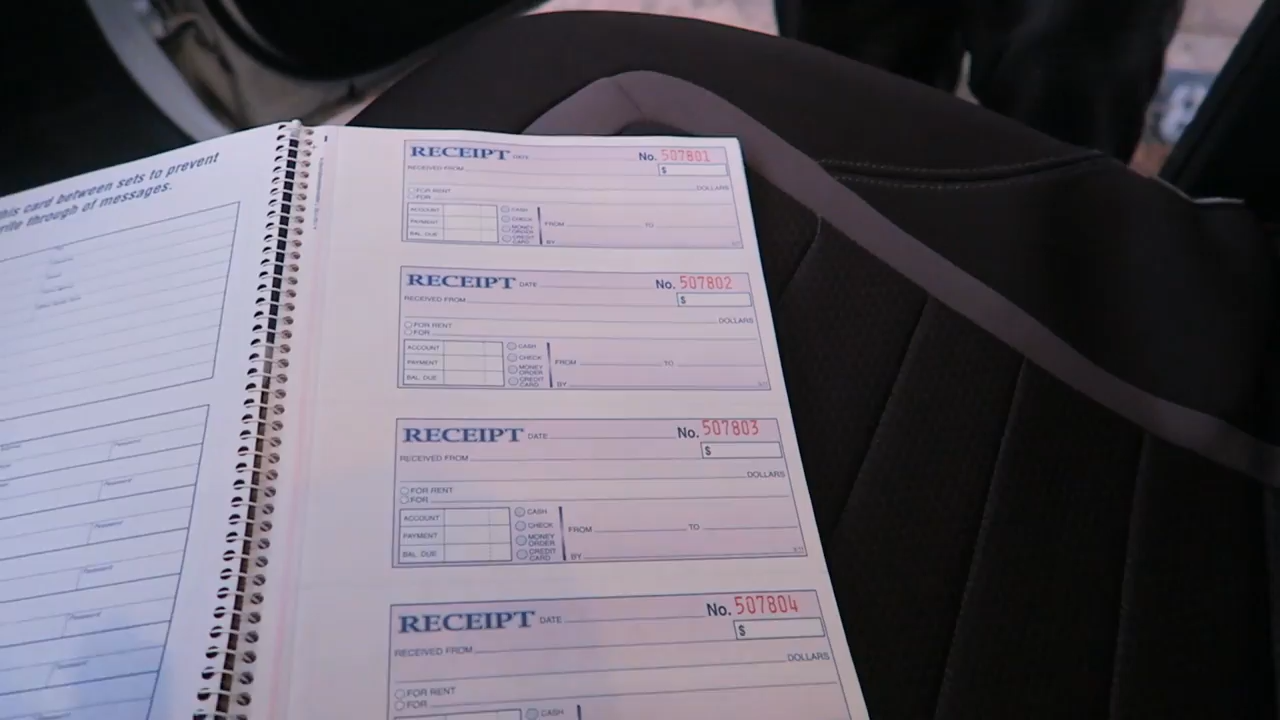 his card between sets to prevent
rite through of messages.
RECEIPT DATE No. 507801
RECEIVED FROM $
DOLLARS
FOR RENT
FOR
ACCOUNT CASH
PAYMENT CHECK FROM TO
MONEY ORDER
BAL. DUE CREDIT CARD BY
RECEIPT DATE No. 507802
RECEIVED FROM $
DOLLARS
FOR RENT
FOR
ACCOUNT CASH
PAYMENT CHECK FROM TO
MONEY ORDER
BAL. DUE CREDIT CARD BY
RECEIPT DATE No. 507803
RECEIVED FROM $
DOLLARS
FOR RENT
FOR
ACCOUNT CASH
PAYMENT CHECK FROM TO
MONEY ORDER
BAL. DUE CREDIT CARD BY
RECEIPT DATE No. 507804
RECEIVED FROM $
DOLLARS
FOR RENT
FOR
CASH